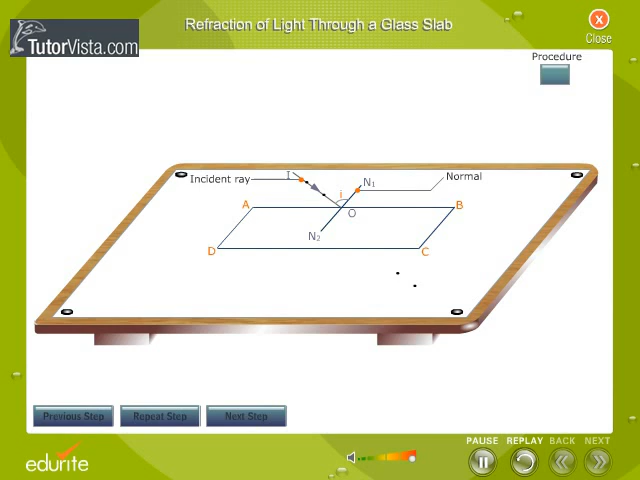 Refraction of Light Through a Glass Slab
TutorVista.com
Close
Procedure
Incident ray
I
i
N1
Normal
A
O
B
N2
D
C
Previous Step
Repeat Step
Next Step
edurite
PAUSE REPLAY BACK NEXT